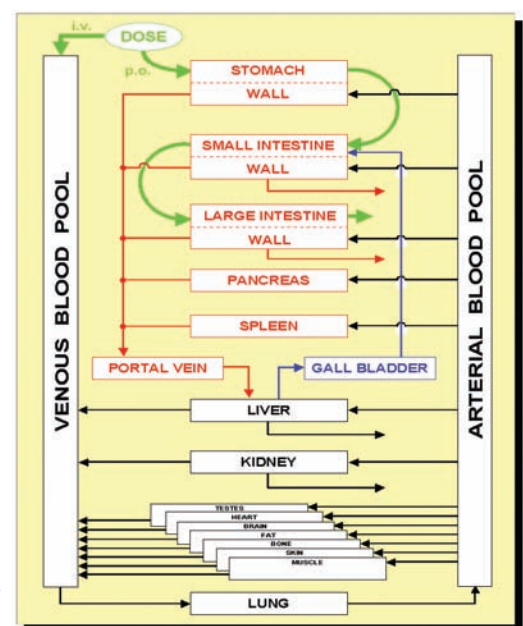 i.v.
DOSE
p.o.
STOMACH
WALL
SMALL INTESTINE
WALL
LARGE INTESTINE
WALL
PANCREAS
SPLEEN
PORTAL VEIN
GALL BLADDER
LIVER
KIDNEY
TESTES
HEART
BRAIN
FAT
BONE
SKIN
MUSCLE
LUNG
VENOUS BLOOD POOL
ARTERIAL BLOOD POOL